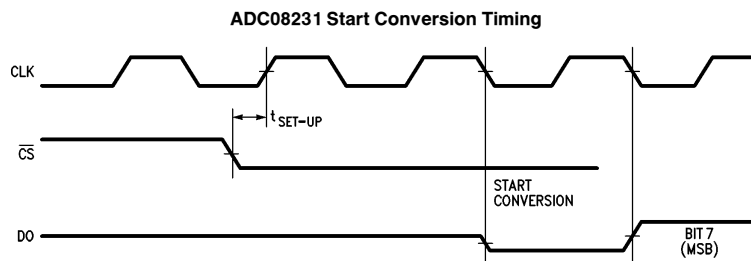 ADC08231 Start Conversion Timing
CLK
t SET-UP
CS
START
CONVERSION
DO
BIT 7
(MSB)